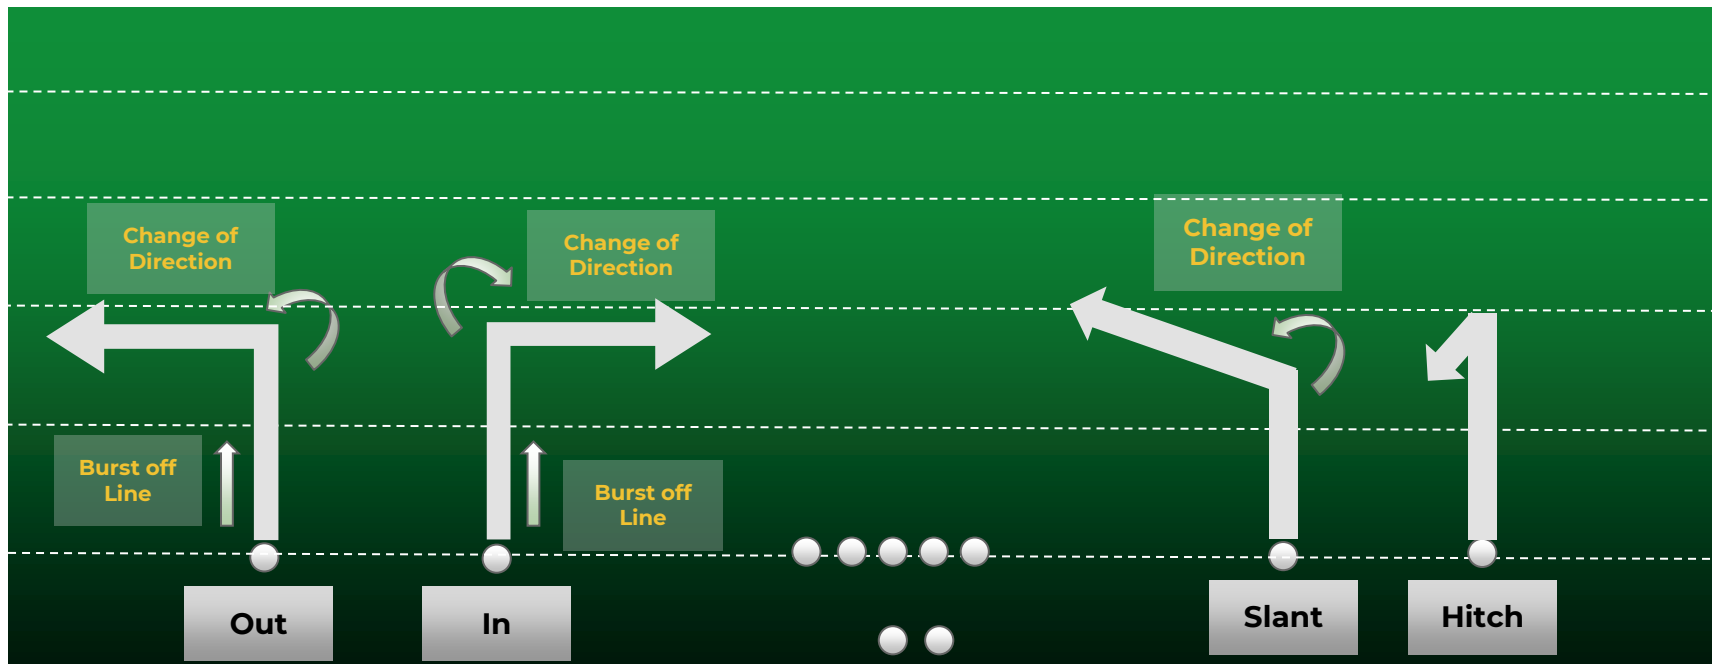 Change of
Direction
Change of
Direction
Change of
Direction
Burst off
Line
Burst off
Line
Out
In
Slant
Hitch